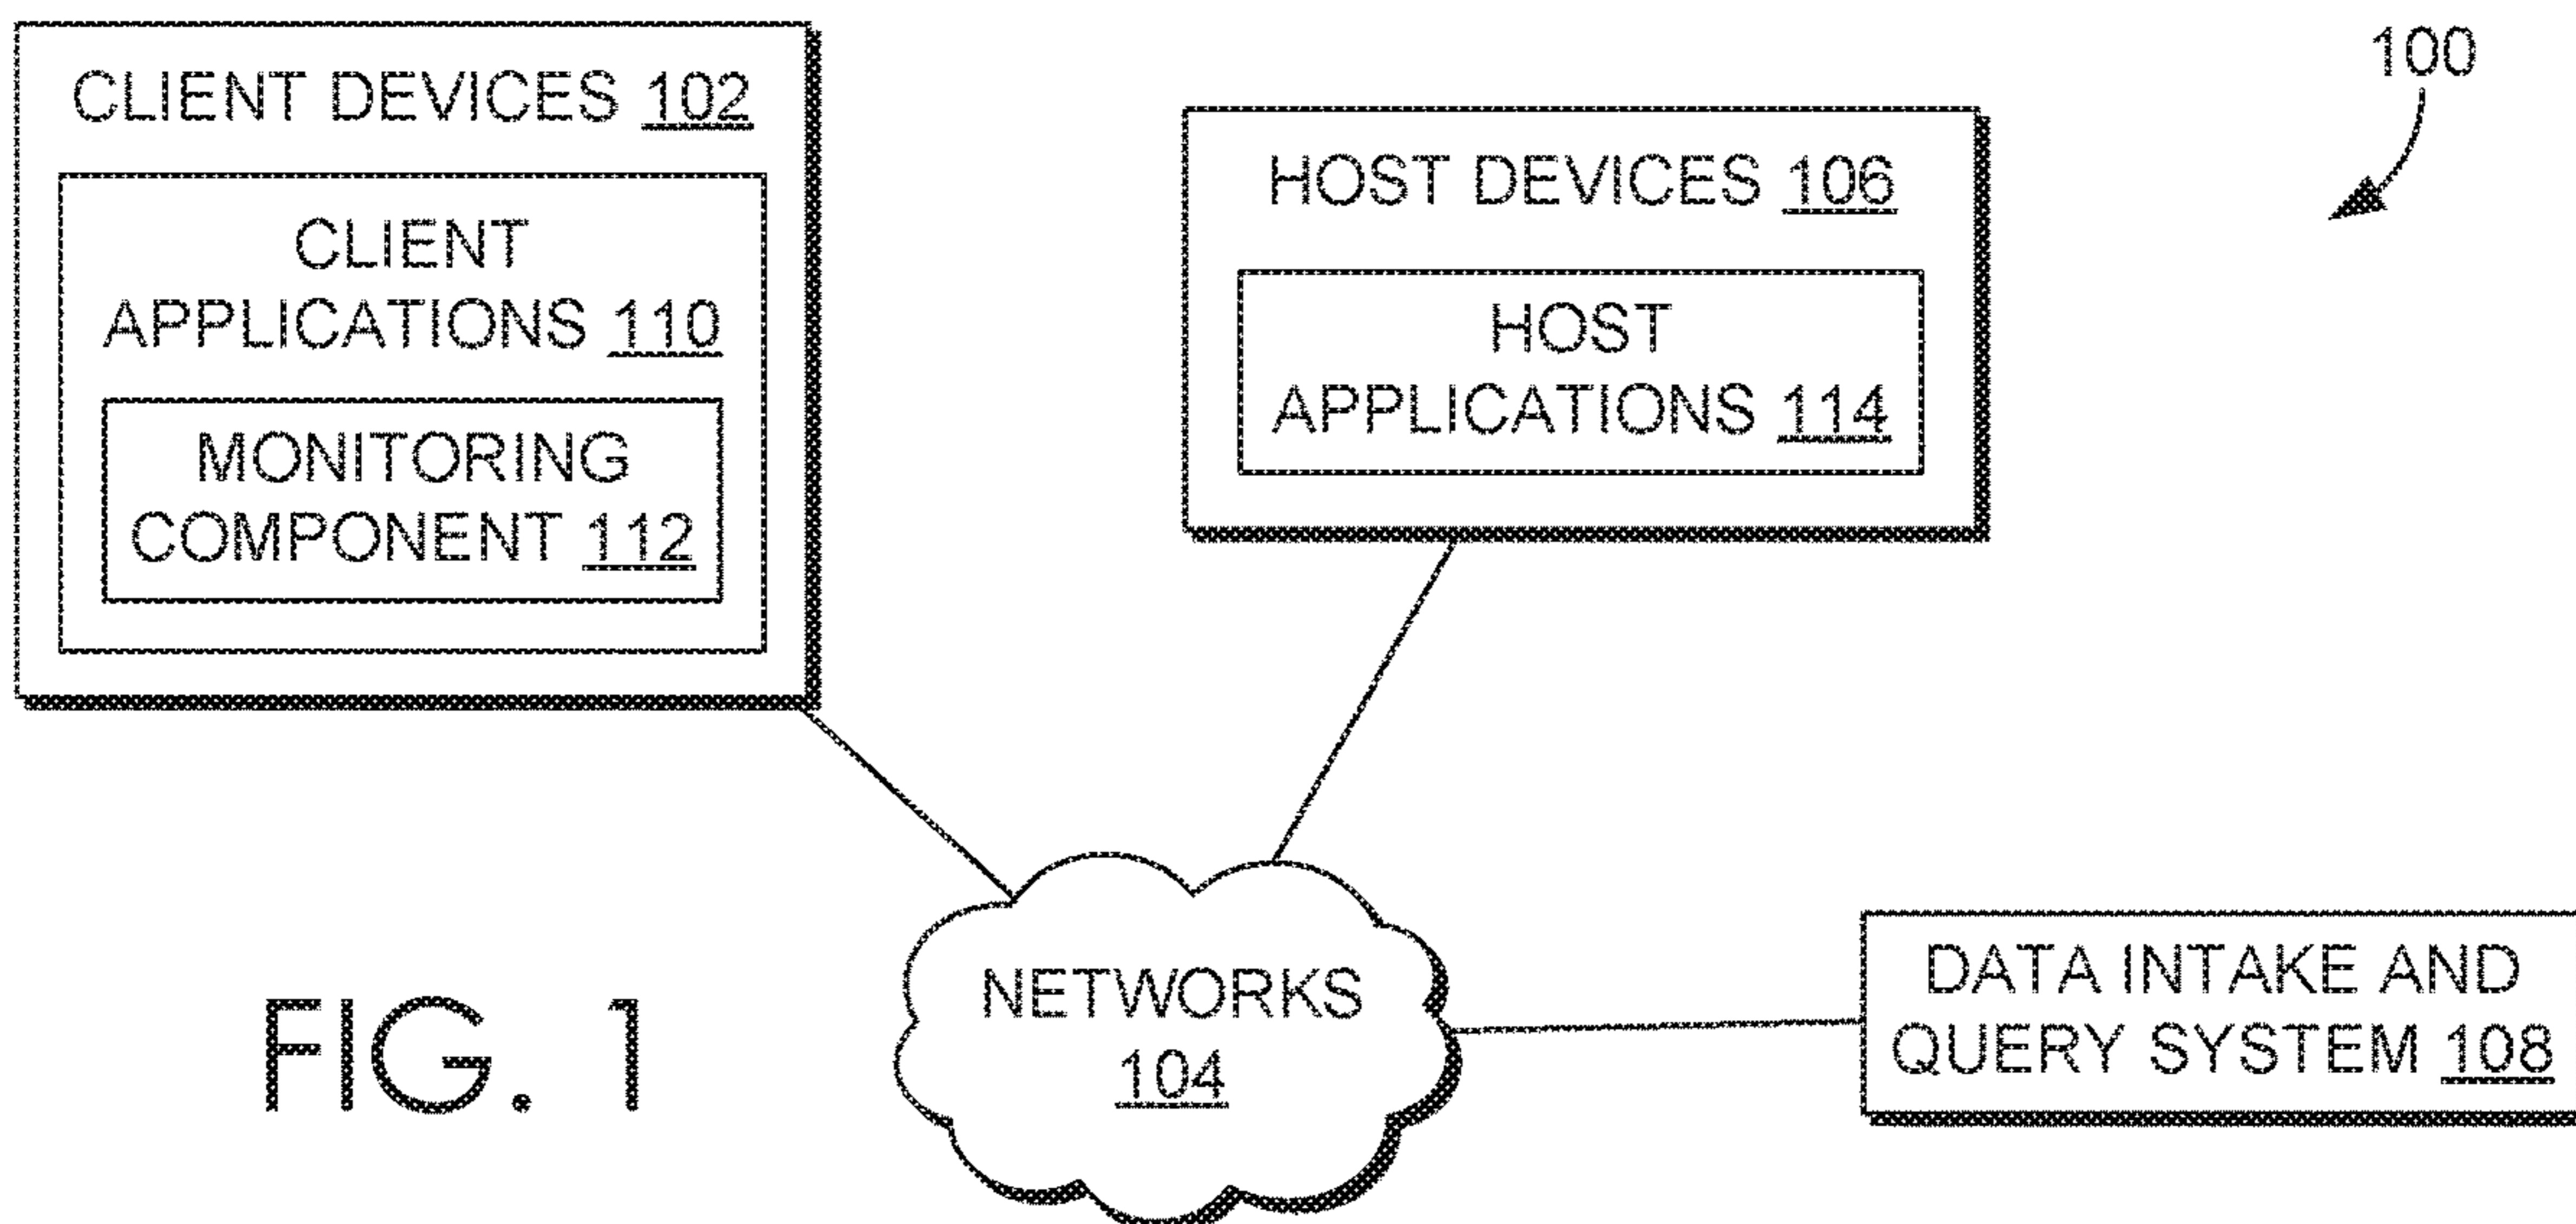 CLIENT DEVICES 102
CLIENT
APPLICATIONS 110
MONITORING
COMPONENT 112
HOST DEVICES 106
HOST
APPLICATIONS 114
100
NETWORKS
104
DATA INTAKE AND
QUERY SYSTEM 108
FIG. 1